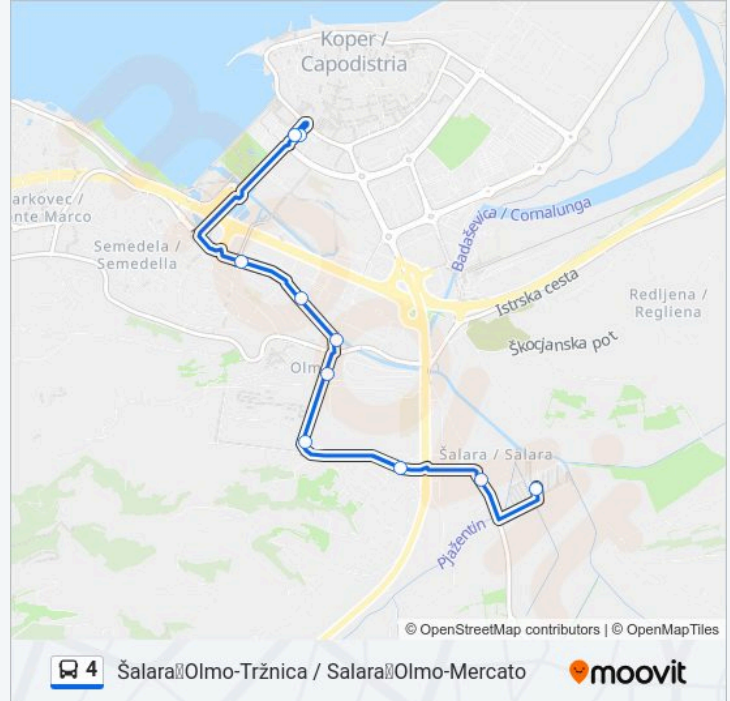 Koper /
Capodistria
arkovec /
nte Marco
Semedela /
Semedella
Badaševica / Cornalunga
Istrska cesta
Redljena /
Regliena
Škocjanska pot
Olm
Šalara / Salara
Pjažentin
© OpenStreetMap contributors | © OpenMapTiles
4 Šalara▯Olmo-Tržnica / Salara▯Olmo-Mercato moovit